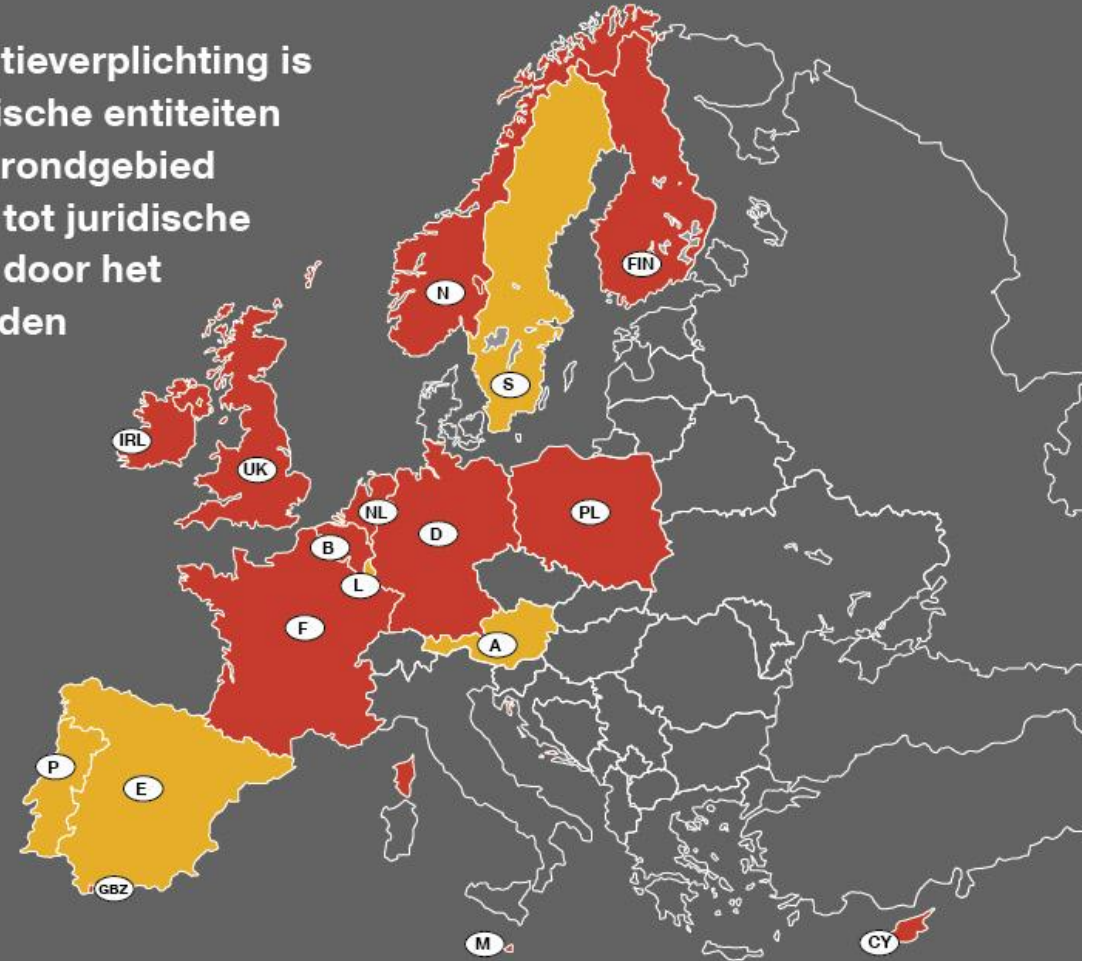 tieverplichting is
ische entiteiten
rondgebied
tot juridische
door het
den
N
FIN
S
IRL
UK
NL
PL
D
B
L
F
A
P
E
GBZ
M
CY